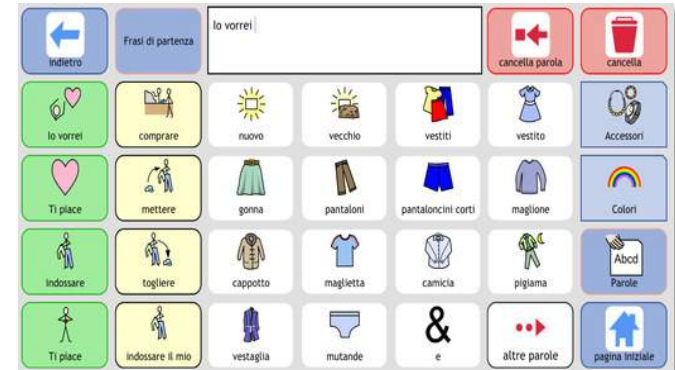 indietro
Frasi di partenza
Io vorrei
cancella parola
cancella
Io vorrei
comprare
nuovo
vecchio
vestiti
vestito
Accessori
Ti piace
mettere
gonna
pantaloni
pantaloncini corti
maglione
Colori
indossare
togliere
cappotto
maglietta
camicia
pigiama
Abcd
Parole
Ti piace
indossare il mio
vestaglia
mutande
&
e
altre parole
pagina iniziale